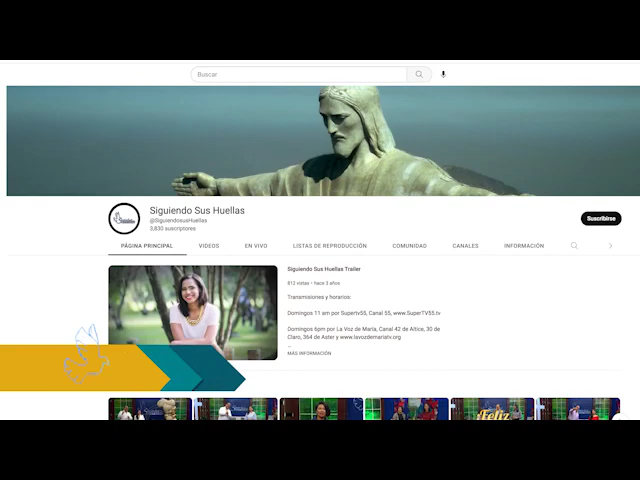 Buscar
Siguiendo Sus Huellas
@SiguiendosusHuellas
3,830 suscriptores
Suscribirse
PÁGINA PRINCIPAL
VIDEOS
EN VIVO
LISTAS DE REPRODUCCIÓN
COMUNIDAD
CANALES
INFORMACIÓN
Siguiendo Sus Huellas Trailer
813 vistas • hace 3 años
Transmisiones y horarios:
Domingos 11 am por Supertv55, Canal 55, www.SuperTV55.tv
Domingos 6pm por La Voz de María, Canal 42 de Altice, 30 de
Claro, 364 de Aster y www.lavozdemariatv.org
...
MÁS INFORMACIÓN
Feliz